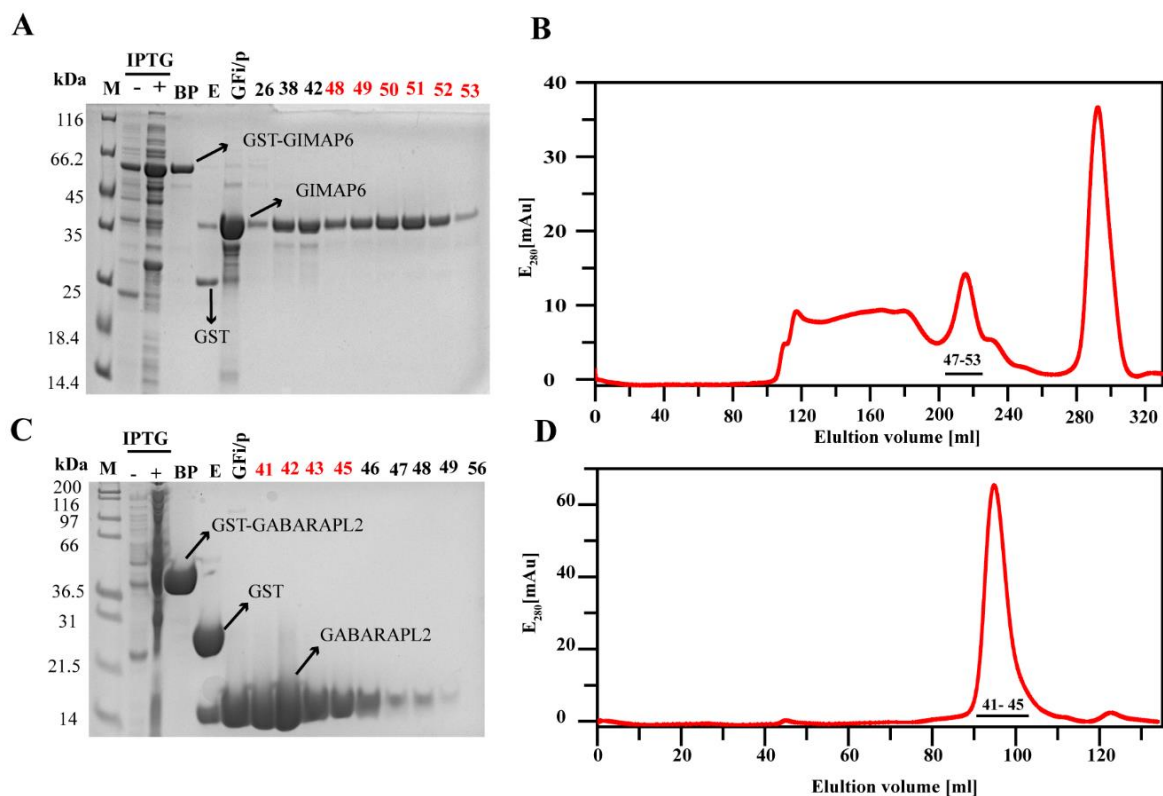 A
IPTG
kDa
M - + BP E GFi/p 26 38 42 48 49 50 51 52 53
116
66.2
45
35
25
18.4
14.4
GST-GIMAP6
GIMAP6
GST
B
E280[mAu]
40
30
20
10
0
47-53
0 40 80 120 160 200 240 280 320
Elultion volume [ml]
C
IPTG
kDa
M - + BP E GFi/p 41 42 43 45 46 47 48 49 56
200
116
97
66
36.5
31
21.5
14
GST-GABARAPL2
GST
GABARAPL2
D
E280[mAu]
60
40
20
0
41- 45
0 20 40 60 80 100 120
Elultion volume [ml]